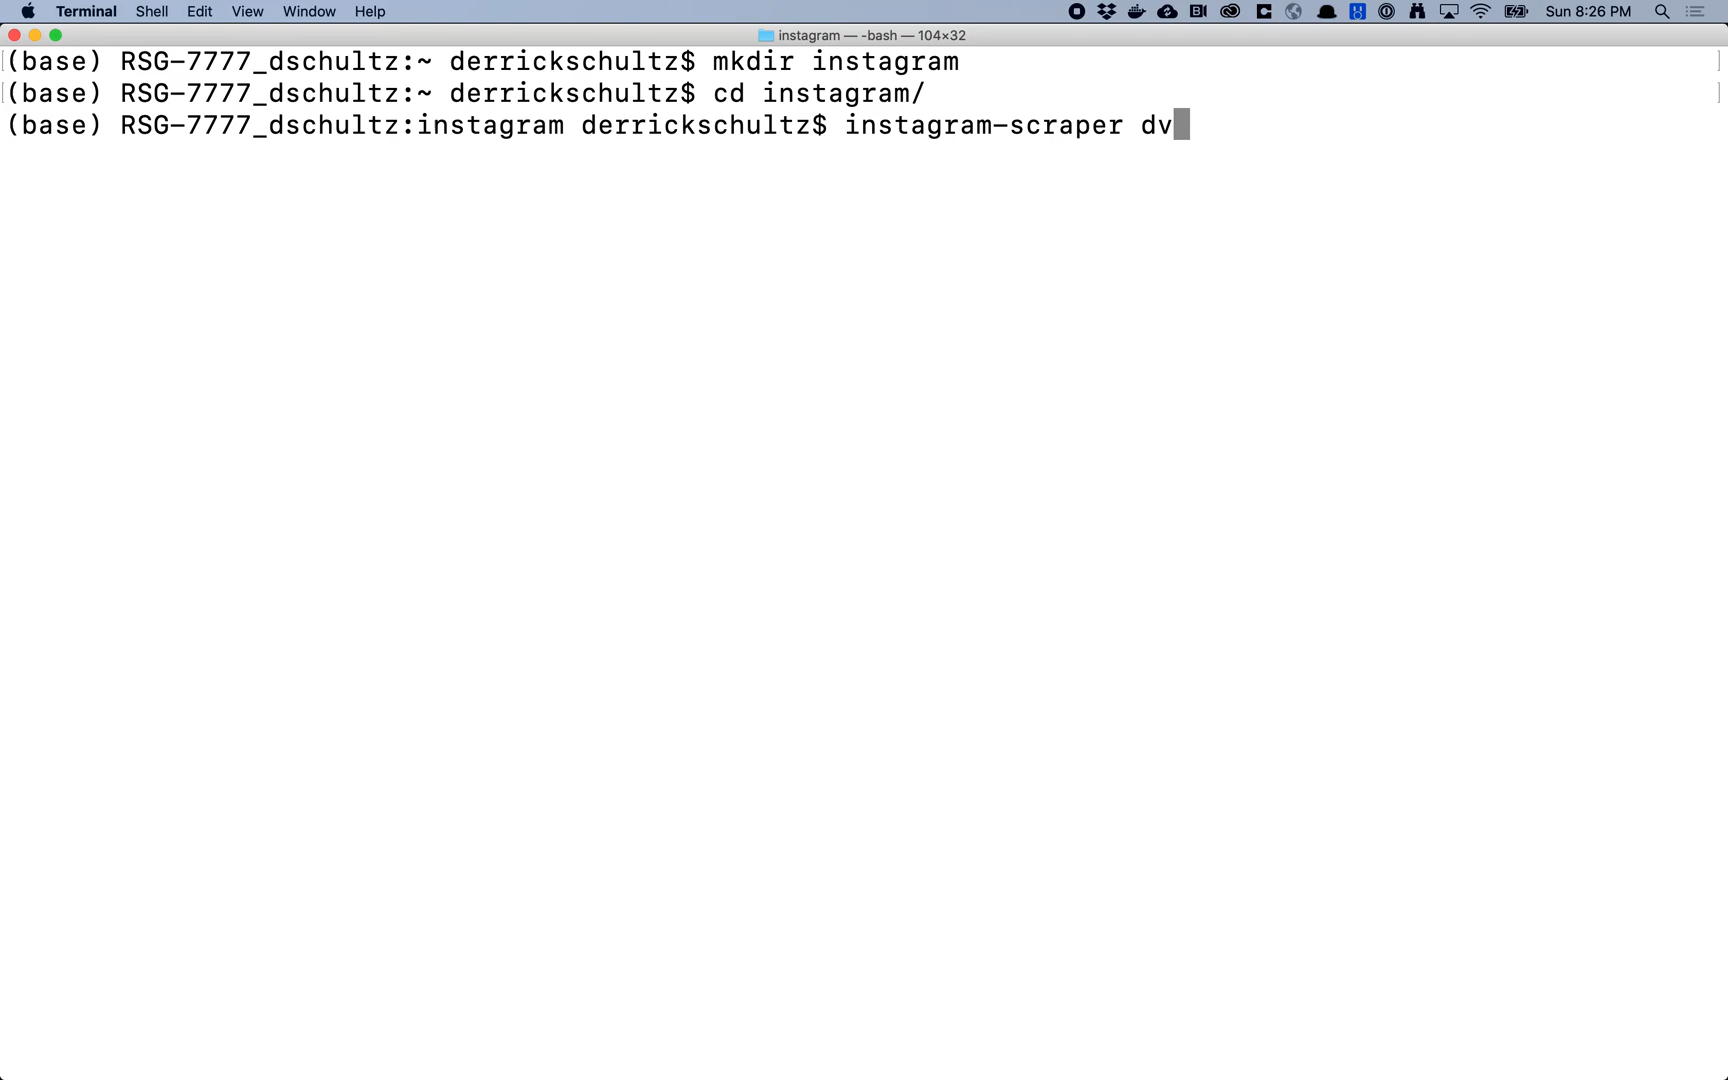 Terminal Shell Edit View Window Help Sun 8:26 PM
instagram — -bash — 104×32
(base) RSG-7777_dschultz:~ derrickschultz$ mkdir instagram
(base) RSG-7777_dschultz:~ derrickschultz$ cd instagram/
(base) RSG-7777_dschultz:instagram derrickschultz$ instagram-scraper dv